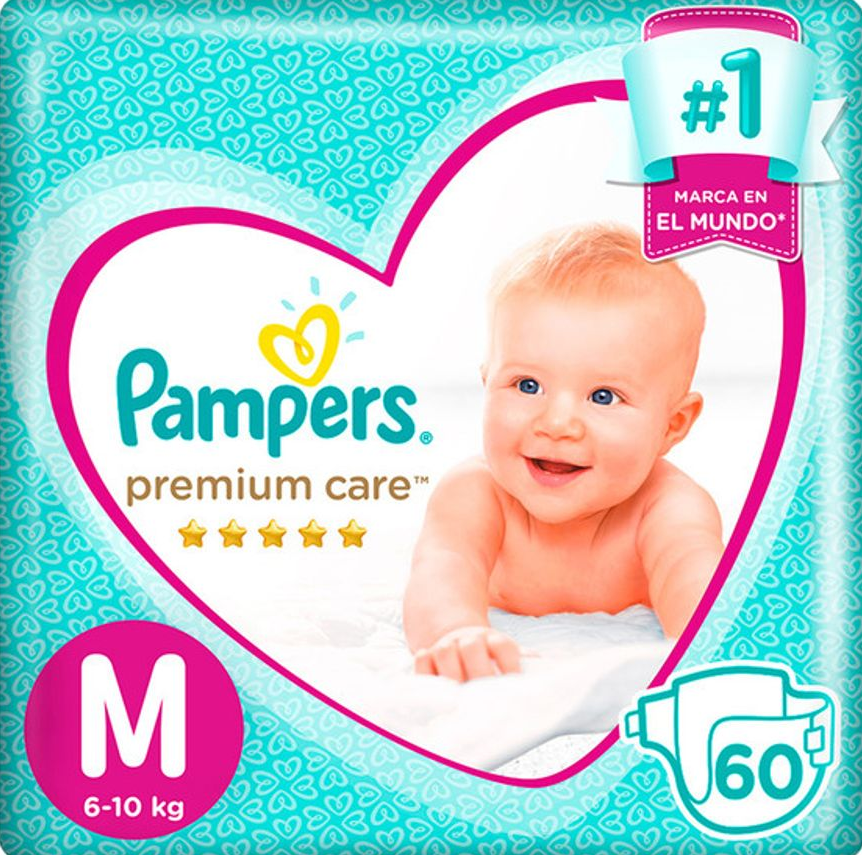 #1
MARCA EN
EL MUNDO*
Pampers®
premium care™
M
6-10 kg
60